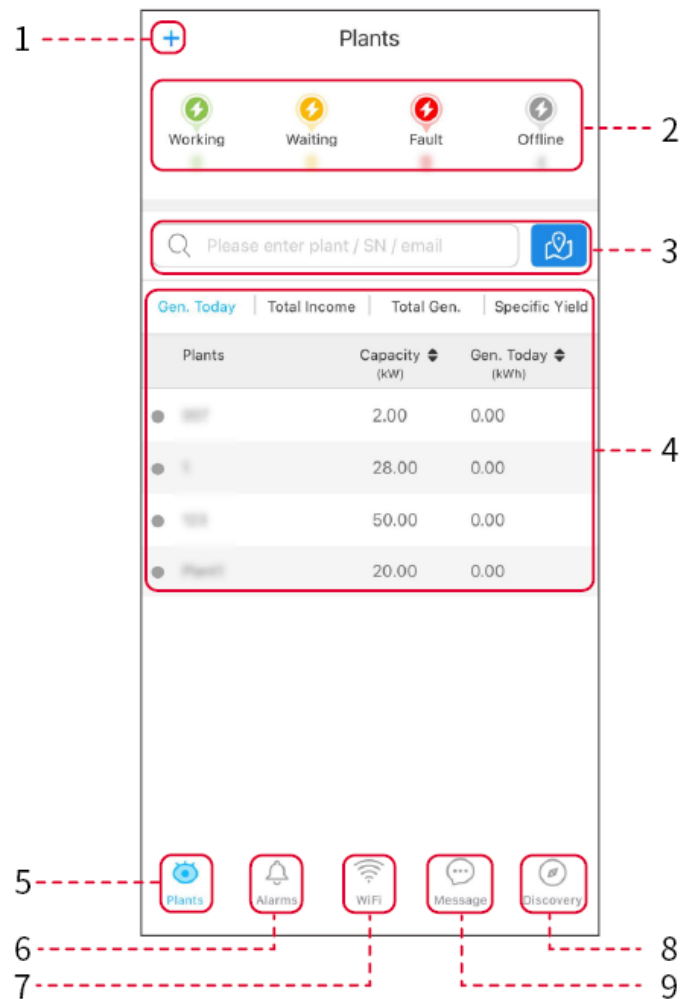 1
+
Plants
Working Waiting Fault Offline
2
Please enter plant / SN / email
3
Gen. Today Total Income Total Gen. Specific Yield
Plants Capacity Gen. Today
(kW) (kWh)
2.00 0.00
4
28.00 0.00
50.00 0.00
20.00 0.00
5
Plants Alarms WiFi Message Discovery
6 8
7 9